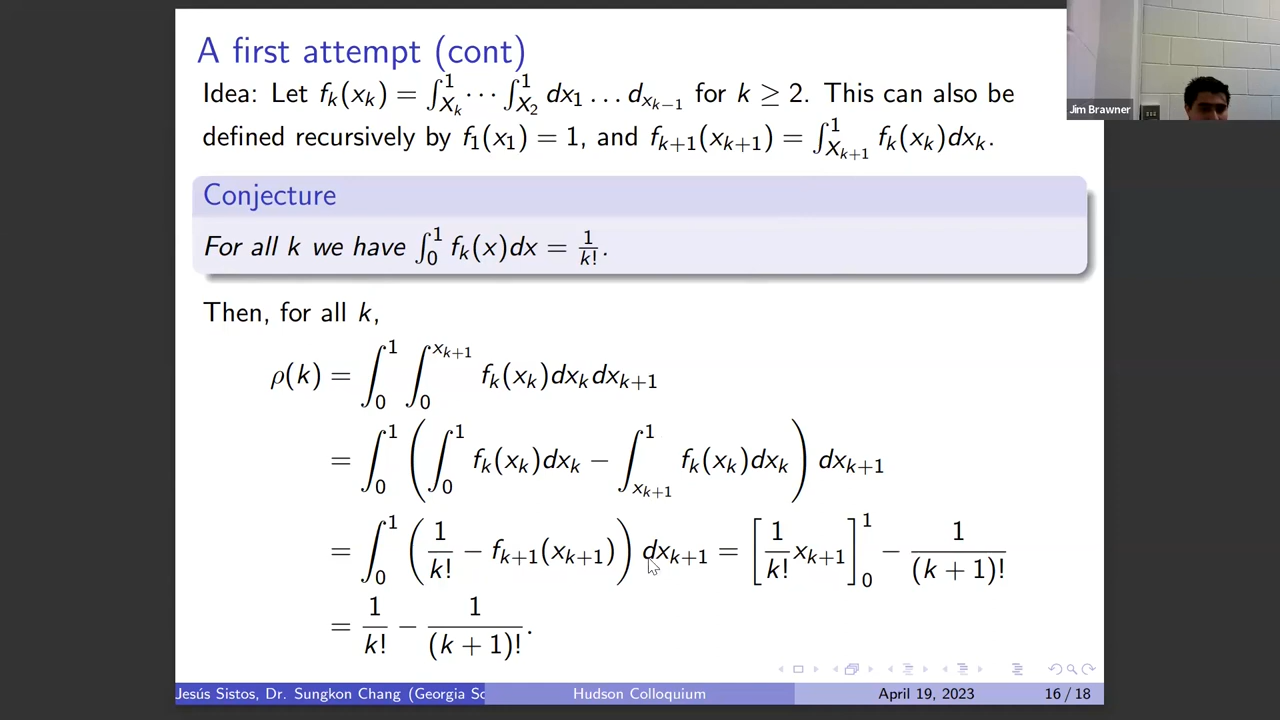 A first attempt (cont)
Idea: Let f_k(x_k) = ∫_{X_k}^1 ··· ∫_{X_2}^1 dx_1 ... d_{x_{k−1}} for k ≥ 2. This can also be
defined recursively by f_1(x_1) = 1, and f_{k+1}(x_{k+1}) = ∫_{X_{k+1}}^1 f_k(x_k)dx_k.
Conjecture
For all k we have ∫_0^1 f_k(x)dx = 1/k!.
Then, for all k,
ρ(k) = ∫_0^1 ∫_0^{x_{k+1}} f_k(x_k)dx_k dx_{k+1}
= ∫_0^1 ( ∫_0^1 f_k(x_k)dx_k − ∫_{x_{k+1}}^1 f_k(x_k)dx_k ) dx_{k+1}
= ∫_0^1 ( 1/k! − f_{k+1}(x_{k+1}) ) dx_{k+1} = [ 1/k! x_{k+1} ]_0^1 − 1/(k + 1)!
= 1/k! − 1/(k + 1)!.
Jesús Sistos, Dr. Sungkon Chang (Georgia So
Hudson Colloquium
April 19, 2023
16 / 18
Jim Brawner